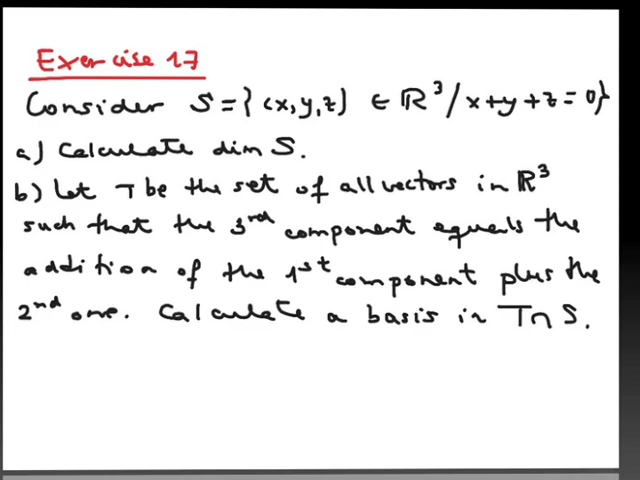 Exercise 17
Consider S={(x,y,z) ∈ ℝ³/x+y+z=0}
a) Calculate dim S.
b) Let T be the set of all vectors in ℝ³
such that the 3rd component equals the
addition of the 1st component plus the
2nd one. Calculate a basis in T∩S.